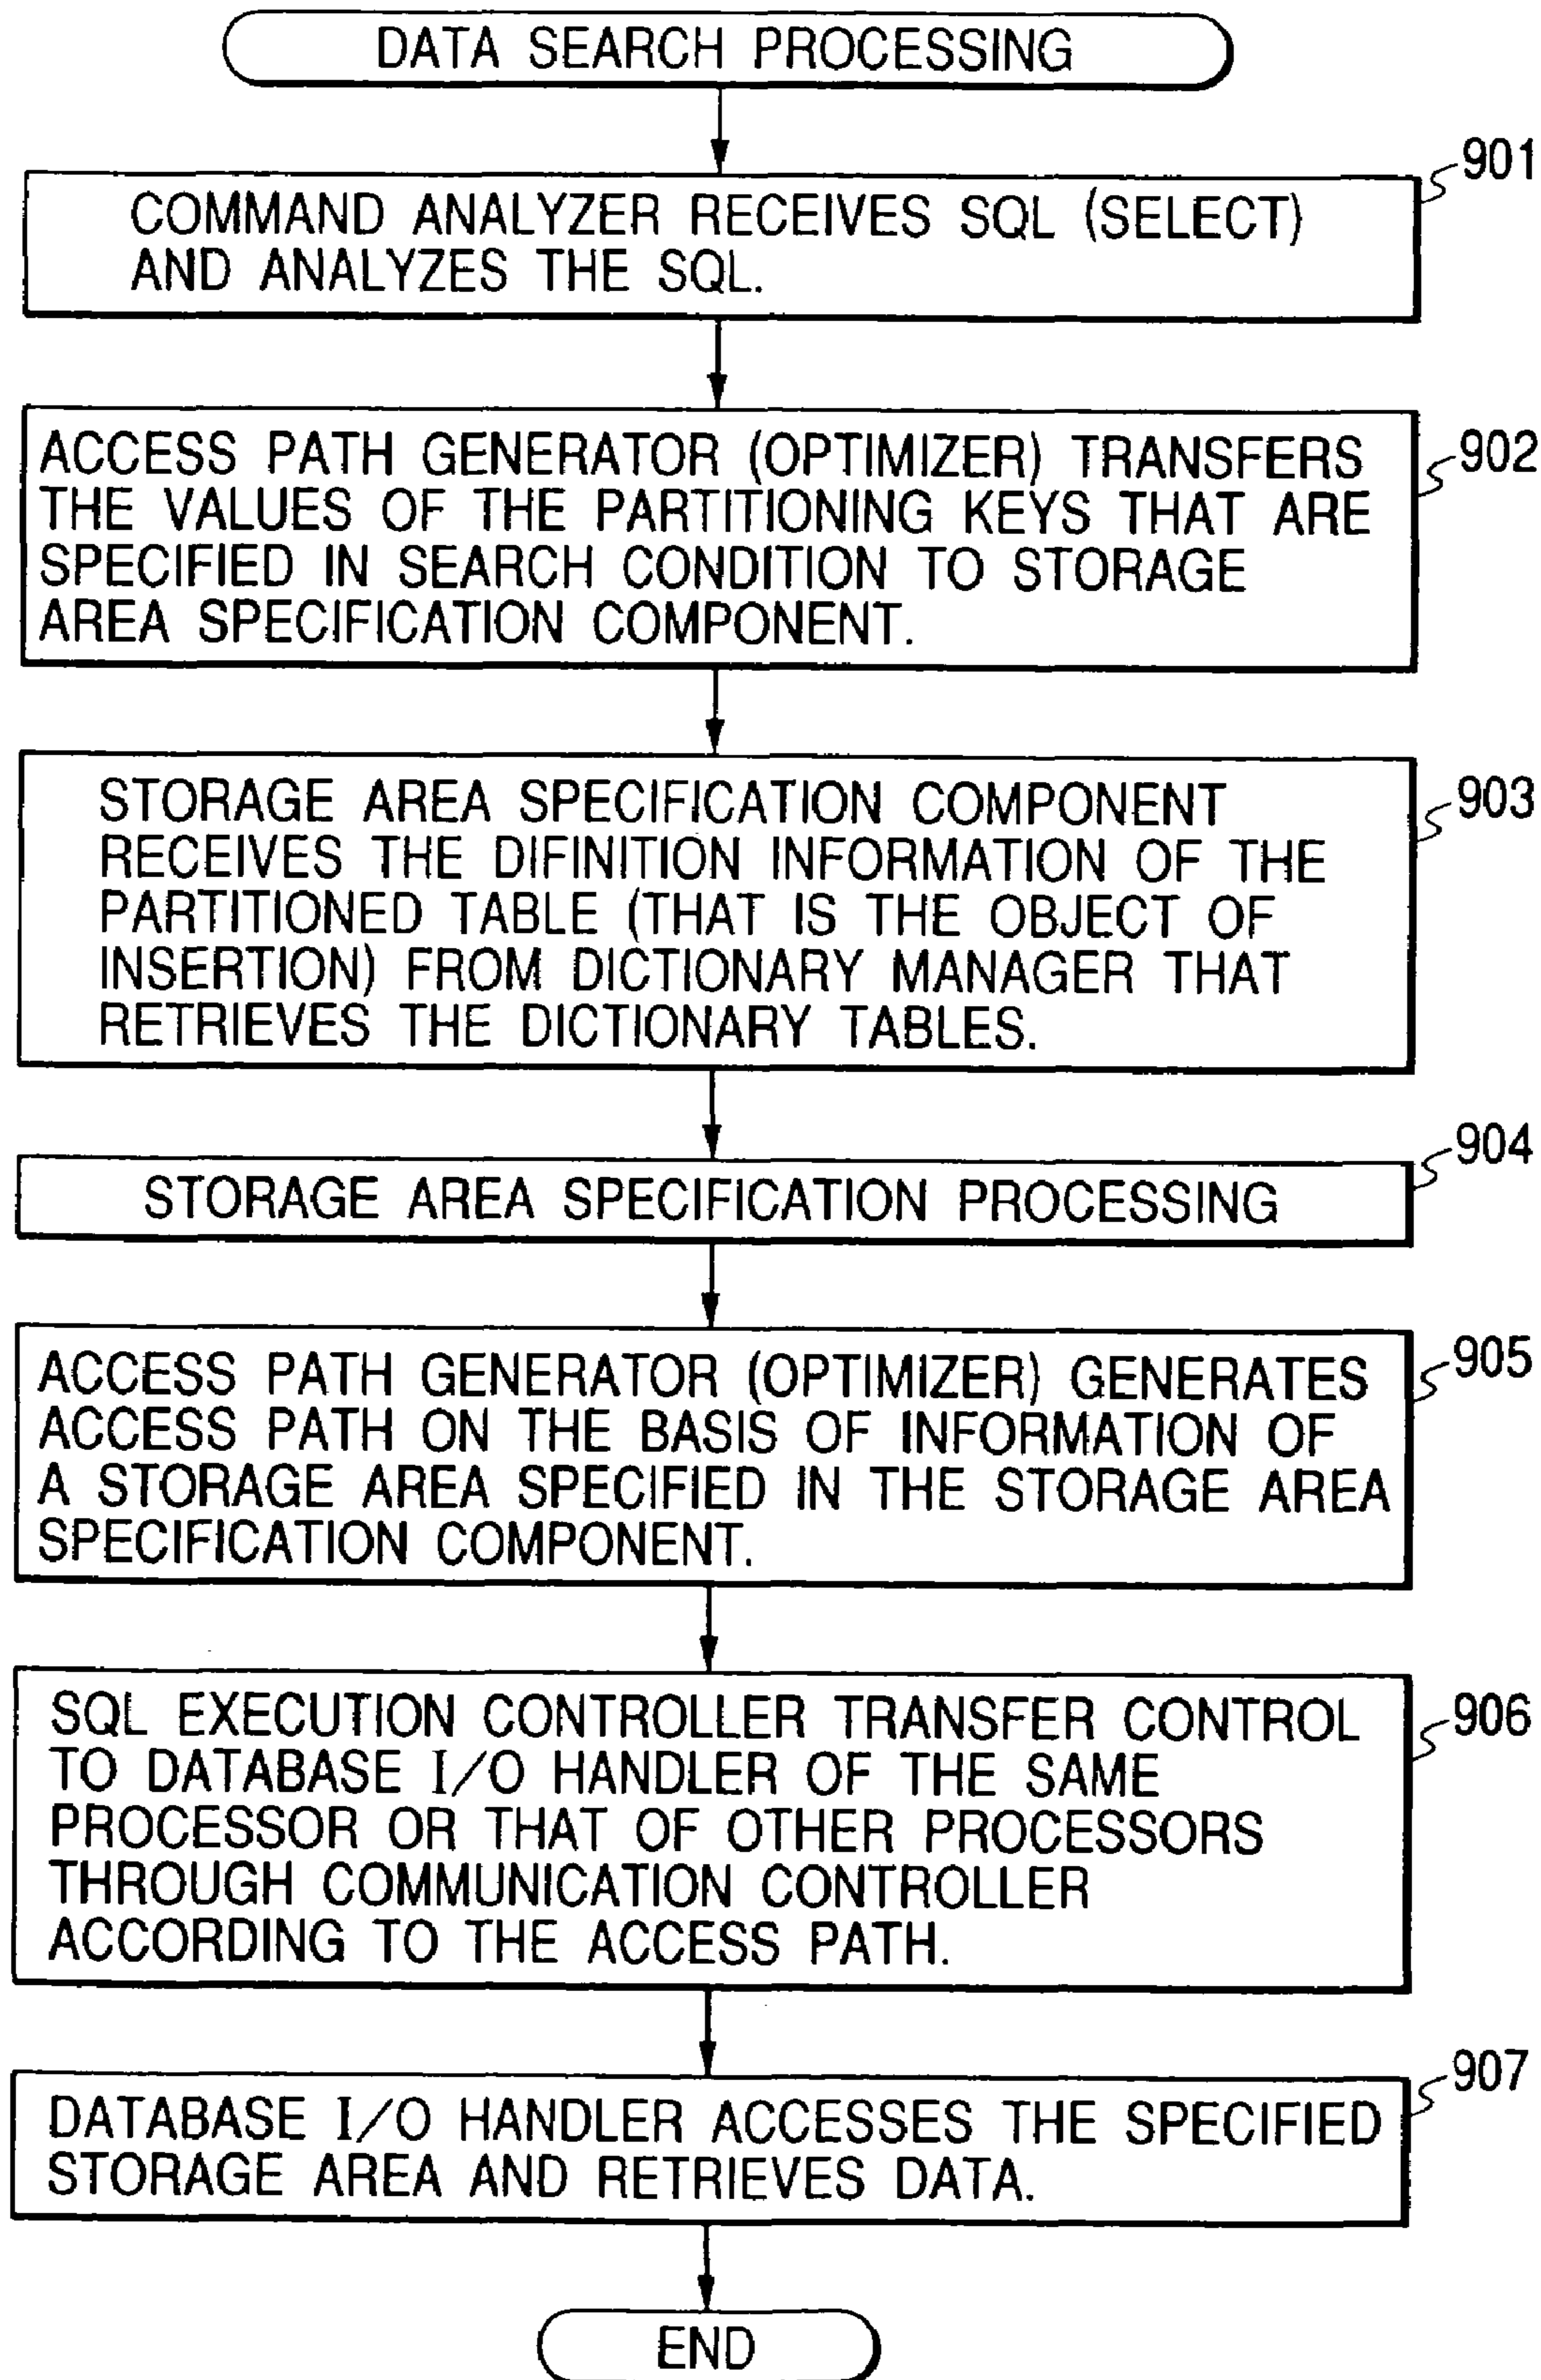 DATA SEARCH PROCESSING
901
COMMAND ANALYZER RECEIVES SQL (SELECT)
AND ANALYZES THE SQL.
902
ACCESS PATH GENERATOR (OPTIMIZER) TRANSFERS
THE VALUES OF THE PARTITIONING KEYS THAT ARE
SPECIFIED IN SEARCH CONDITION TO STORAGE
AREA SPECIFICATION COMPONENT.
903
STORAGE AREA SPECIFICATION COMPONENT
RECEIVES THE DIFINITION INFORMATION OF THE
PARTITIONED TABLE (THAT IS THE OBJECT OF
INSERTION) FROM DICTIONARY MANAGER THAT
RETRIEVES THE DICTIONARY TABLES.
904
STORAGE AREA SPECIFICATION PROCESSING
905
ACCESS PATH GENERATOR (OPTIMIZER) GENERATES
ACCESS PATH ON THE BASIS OF INFORMATION OF
A STORAGE AREA SPECIFIED IN THE STORAGE AREA
SPECIFICATION COMPONENT.
906
SQL EXECUTION CONTROLLER TRANSFER CONTROL
TO DATABASE I/O HANDLER OF THE SAME
PROCESSOR OR THAT OF OTHER PROCESSORS
THROUGH COMMUNICATION CONTROLLER
ACCORDING TO THE ACCESS PATH.
907
DATABASE I/O HANDLER ACCESSES THE SPECIFIED
STORAGE AREA AND RETRIEVES DATA.
END